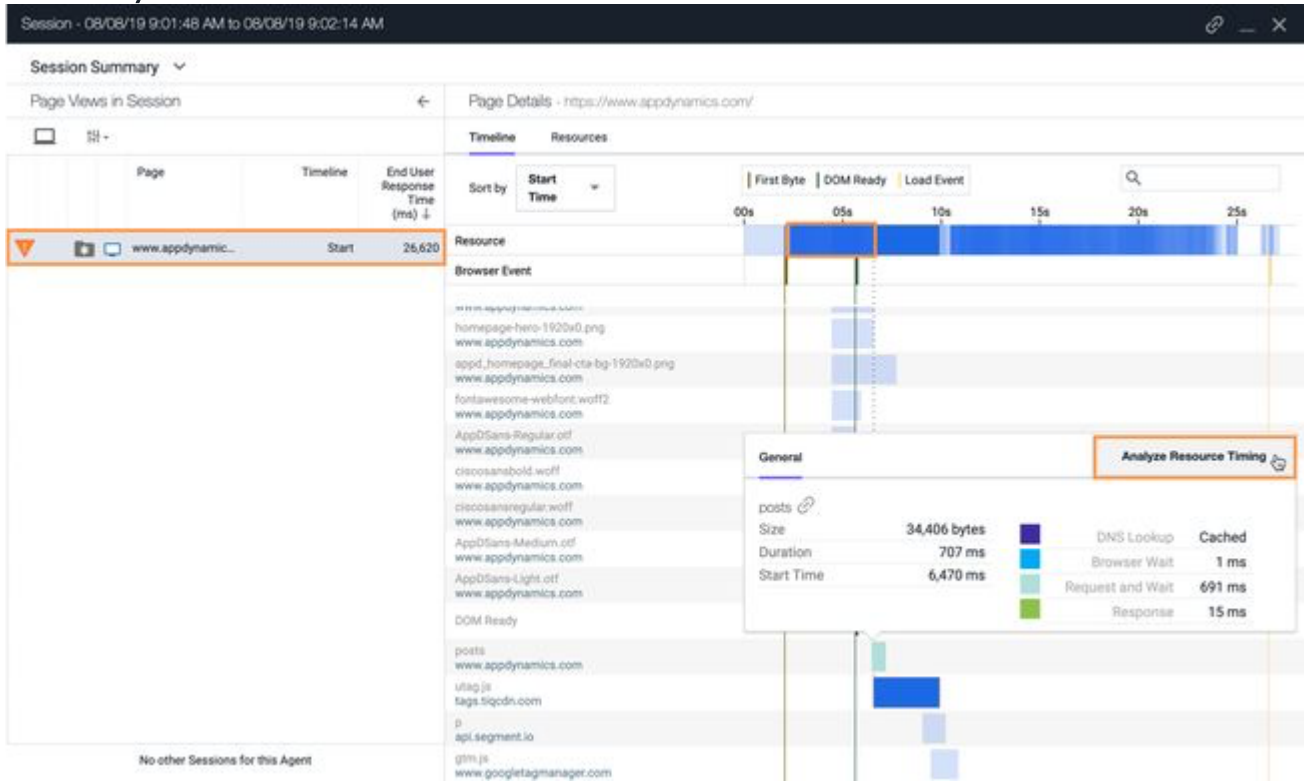 Session - 08/08/19 9:01:48 AM to 08/08/19 9:02:14 AM
Session Summary
Page Views in Session
Page Details - https://www.appdynamics.com/
Timeline Resources
Page Timeline End User Response Time (ms) ↓
Sort by Start Time
First Byte DOM Ready Load Event
00s 05s 10s 15s 20s 25s
www.appdynamic... Start 26,620
Resource
Browser Event
www.appdynamics.com
homepage-hero-1920x0.png
www.appdynamics.com
appd_homepage_final-cta-bg-1920x0.png
www.appdynamics.com
fontawesome-webfont.woff2
www.appdynamics.com
AppDSans-Regular.otf
www.appdynamics.com
ciscosansbold.woff
www.appdynamics.com
ciscosansregular.woff
www.appdynamics.com
AppDSans-Medium.otf
www.appdynamics.com
AppDSans-Light.otf
www.appdynamics.com
DOM Ready
General Analyze Resource Timing
posts
Size 34,406 bytes
Duration 707 ms
Start Time 6,470 ms
DNS Lookup Cached
Browser Wait 1 ms
Request and Wait 691 ms
Response 15 ms
posts
www.appdynamics.com
utag.js
tags.tiqcdn.com
p
api.segment.io
gtm.js
www.googletagmanager.com
No other Sessions for this Agent